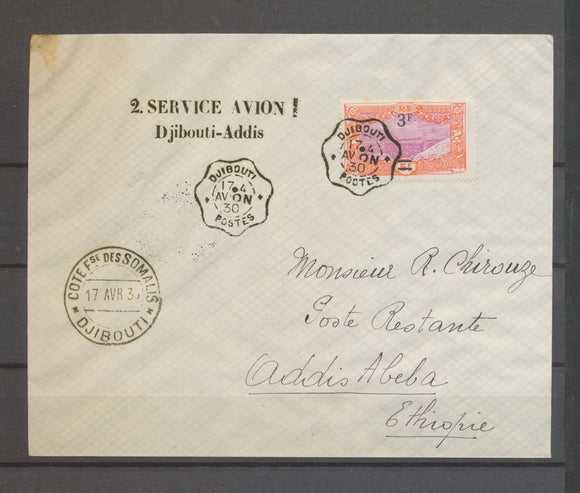 2. SERVICE AVION !
Djibouti-Addis
3F.
DJIBOUTI
17 • 4
AVION
30
POSTES
DJIBOUTI
17 • 4
AVION
30
POSTES
COTE FSE DES SOMALIS
17 AVR 3
DJIBOUTI
Monsieur R. Chirouze
Poste Restante
Addis Abeba
Ethiopie